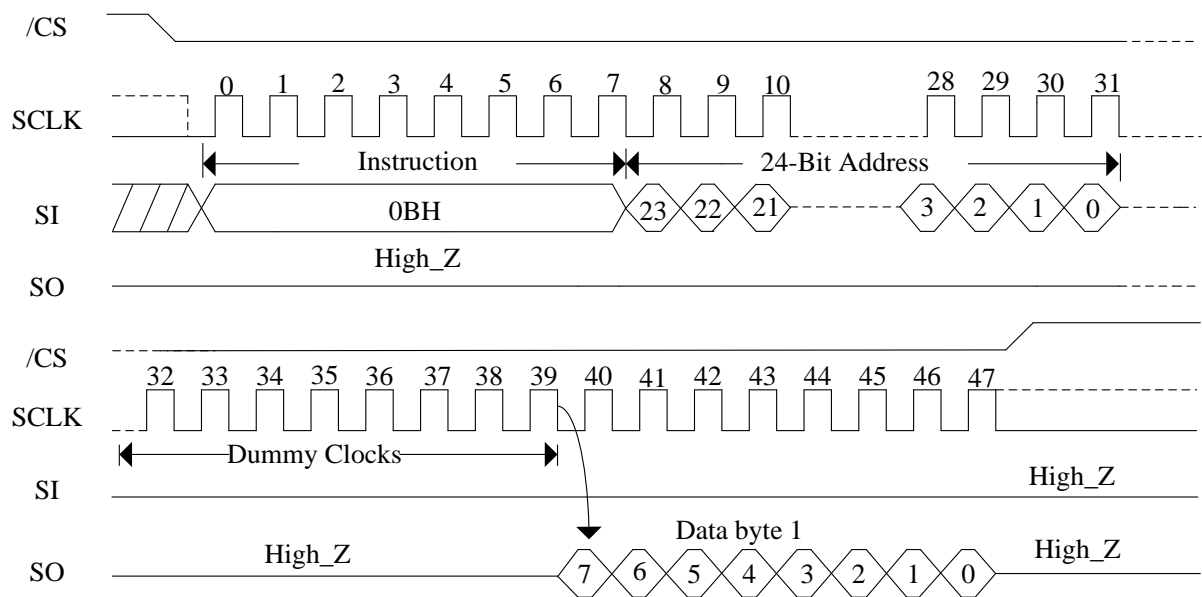 /CS
0 1 2 3 4 5 6 7 8 9 10 28 29 30 31
SCLK
Instruction 24-Bit Address
SI 0BH 23 22 21 3 2 1 0
High_Z
SO
/CS
32 33 34 35 36 37 38 39 40 41 42 43 44 45 46 47
SCLK
Dummy Clocks
SI High_Z
Data byte 1
SO High_Z 7 6 5 4 3 2 1 0 High_Z